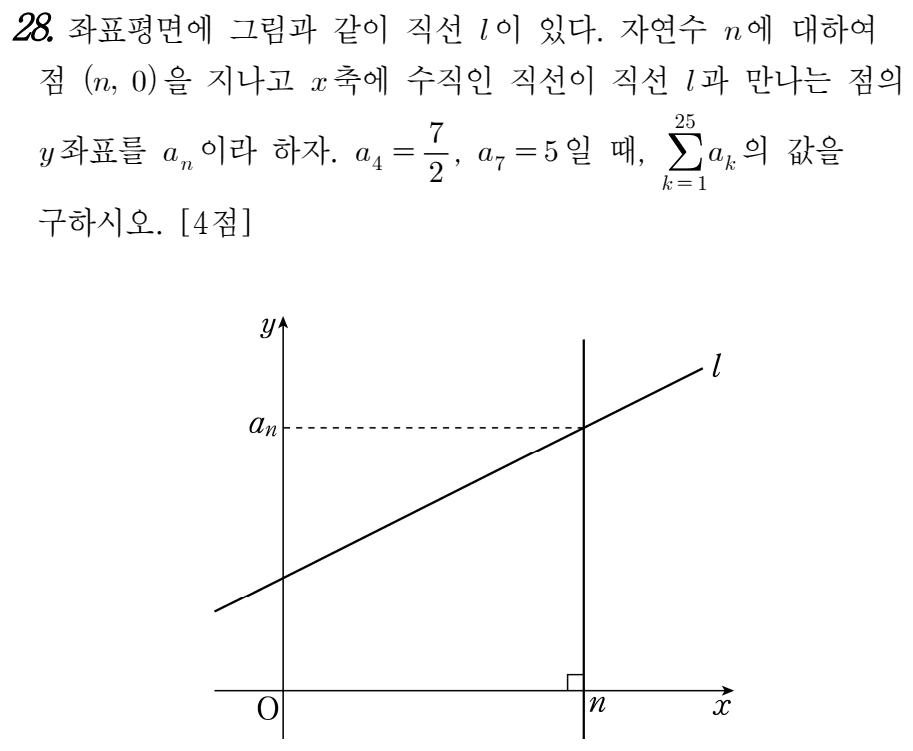 28. 좌표평면에 그림과 같이 직선 l이 있다. 자연수 n에 대하여
점 (n, 0)을 지나고 x축에 수직인 직선이 직선 l과 만나는 점의
y좌표를 a_n이라 하자. a_4 = 7/2, a_7 = 5일 때, \sum_{k=1}^{25} a_k의 값을
구하시오. [4점]
y
l
a_n
O
n
x